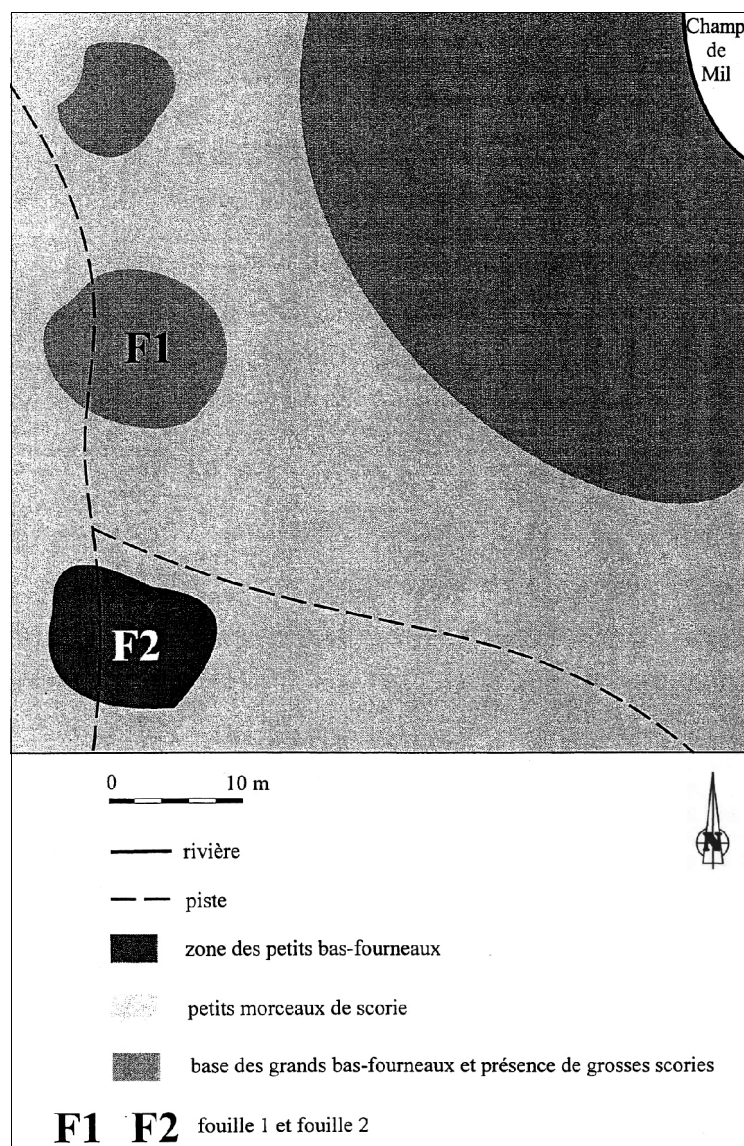 Champ
de
Mil
F1
F2
0 10 m
N
rivière
piste
zone des petits bas-fourneaux
petits morceaux de scorie
base des grands bas-fourneaux et présence de grosses scories
F1 F2 fouille 1 et fouille 2